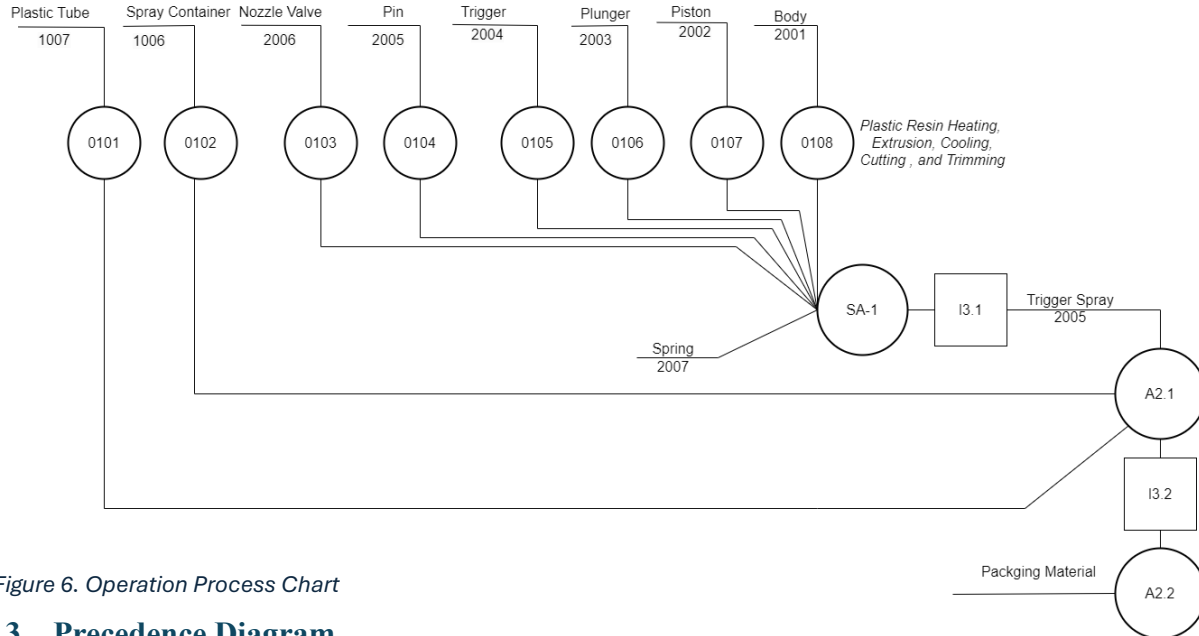 Plastic Tube
1007
Spray Container
1006
Nozzle Valve
2006
Pin
2005
Trigger
2004
Plunger
2003
Piston
2002
Body
2001
0101
0102
0103
0104
0105
0106
0107
0108
Plastic Resin Heating,
Extrusion, Cooling,
Cutting , and Trimming
SA-1
I3.1
Trigger Spray
2005
Spring
2007
A2.1
I3.2
Packging Material
A2.2
Figure 6. Operation Process Chart
3. Precedence Diagram